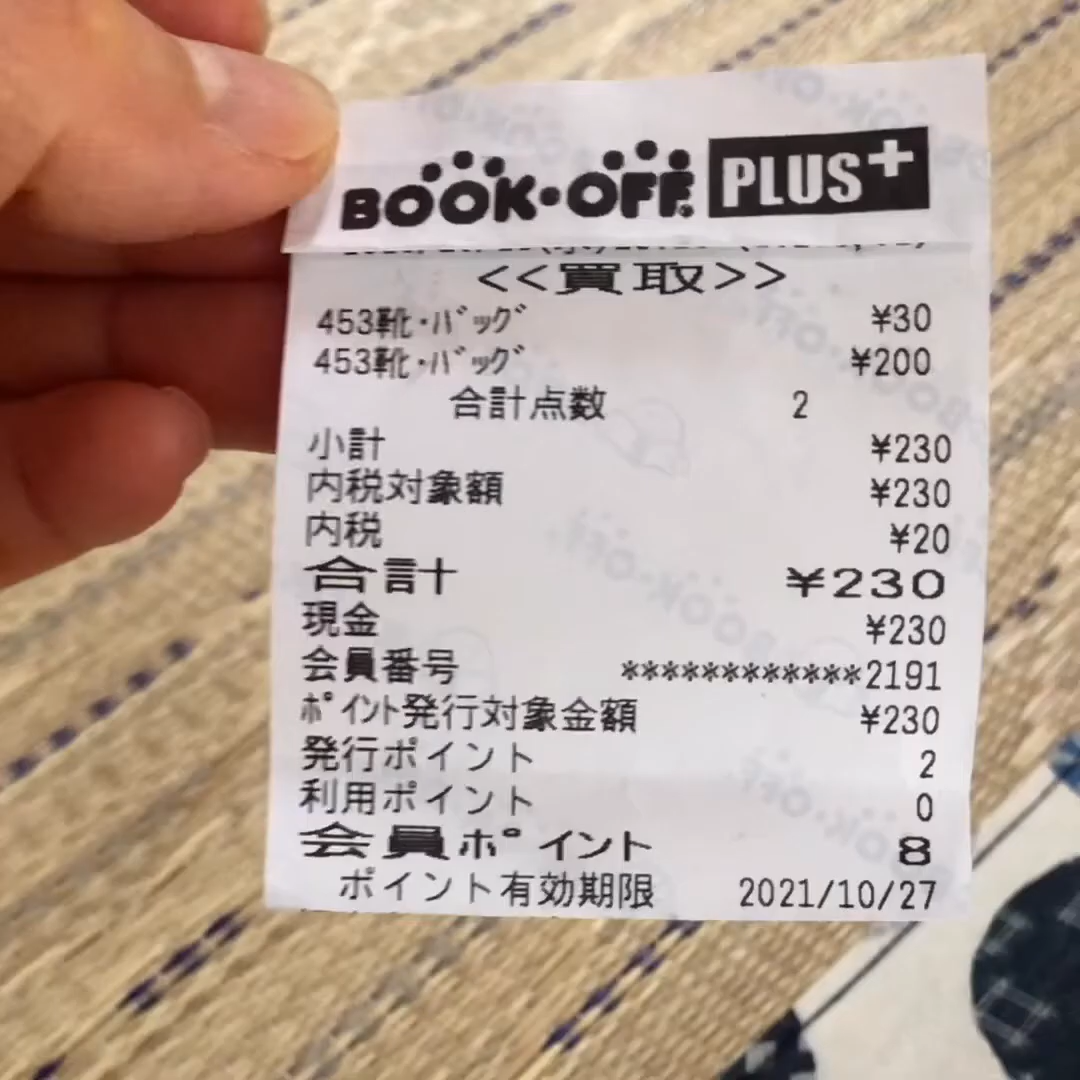 BOOK・OFF PLUS+
<<買取>>
453靴・バッグ ¥30
453靴・バッグ ¥200
合計点数 2
小計 ¥230
内税対象額 ¥230
内税 ¥20
合計 ¥230
現金 ¥230
会員番号 ************2191
ポイント発行対象金額 ¥230
発行ポイント 2
利用ポイント 0
会員ポイント 8
ポイント有効期限 2021/10/27